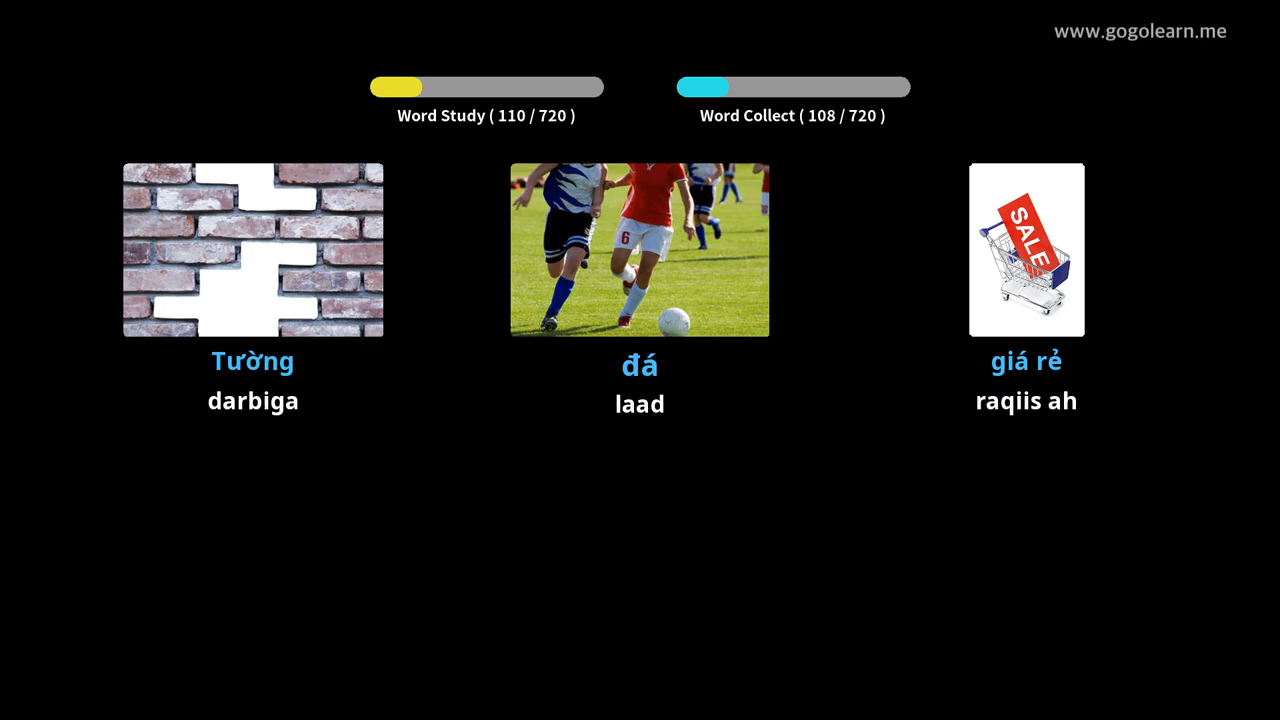 www.gogolearn.me
Word Study ( 110 / 720 )
Word Collect ( 108 / 720 )
6
SALE
Tường
đá
giá rẻ
darbiga
laad
raqiis ah